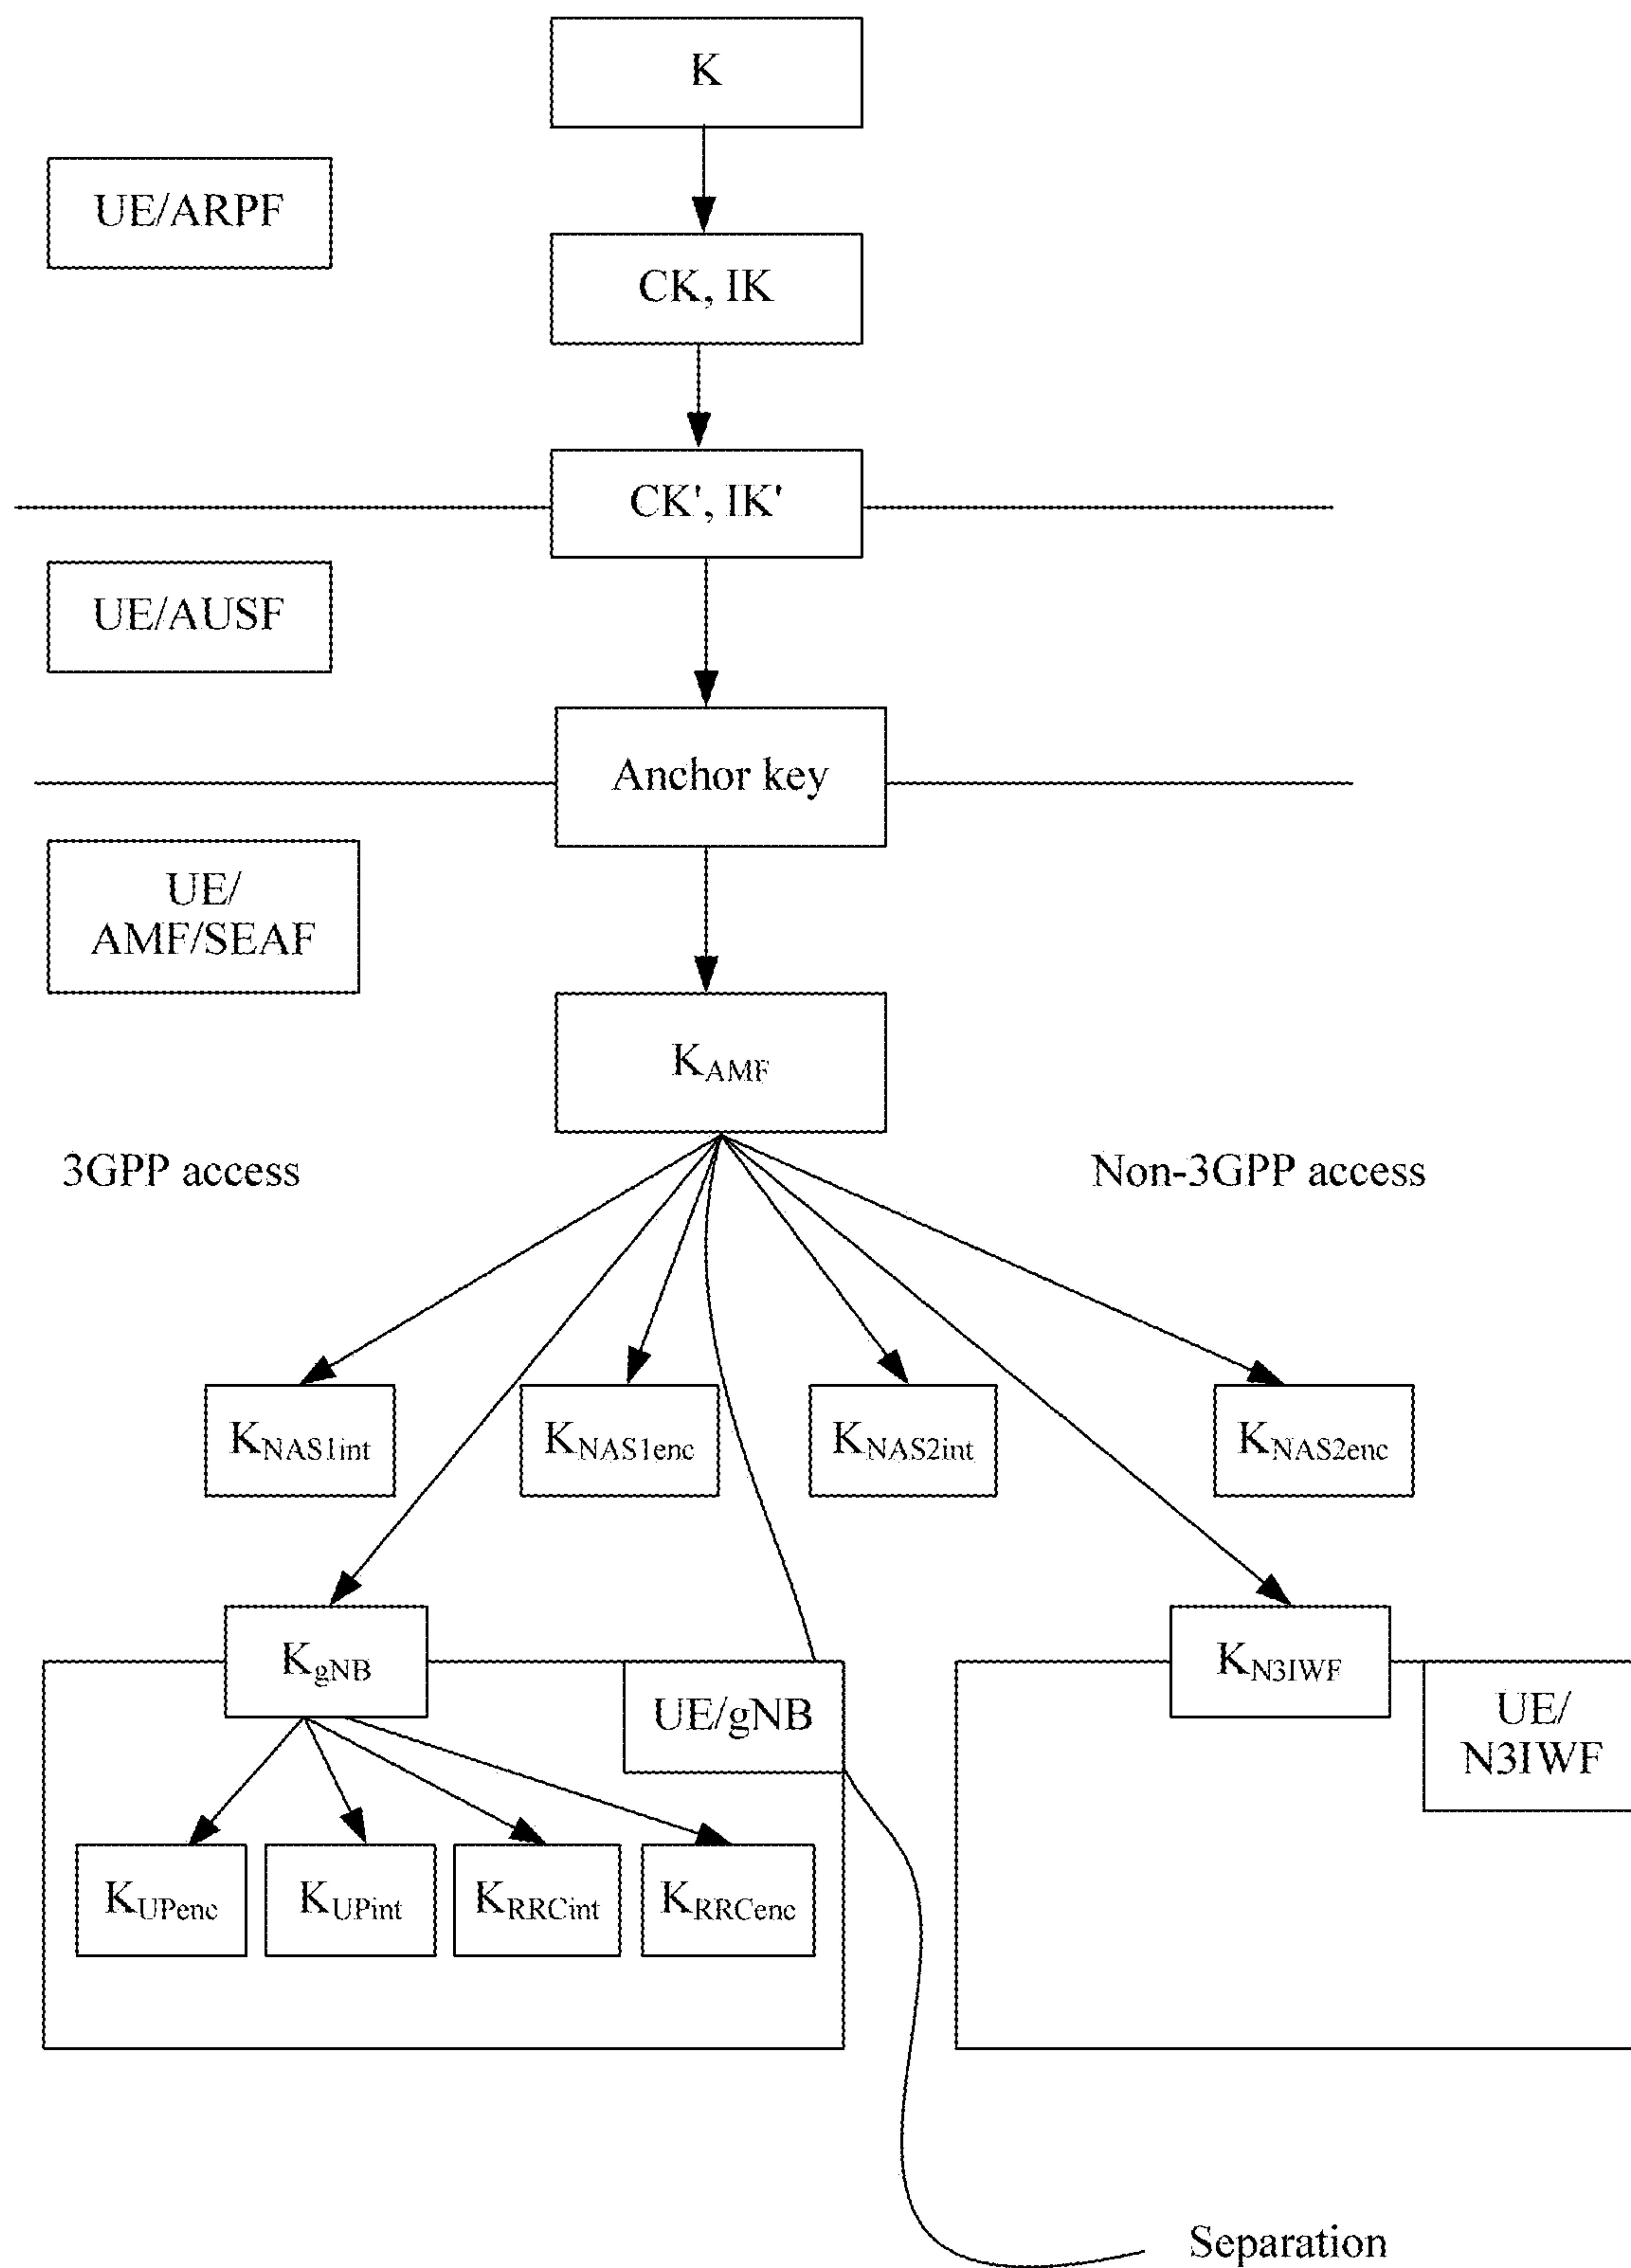 K
UE/ARPF
CK, IK
CK', IK'
UE/AUSF
Anchor key
UE/
AMF/SEAF
KAMF
3GPP access
Non-3GPP access
KNAS1int
KNAS1enc
KNAS2int
KNAS2enc
KgNB
UE/gNB
KN3IWF
UE/
N3IWF
KUPenc
KUPint
KRRCint
KRRCenc
Separation